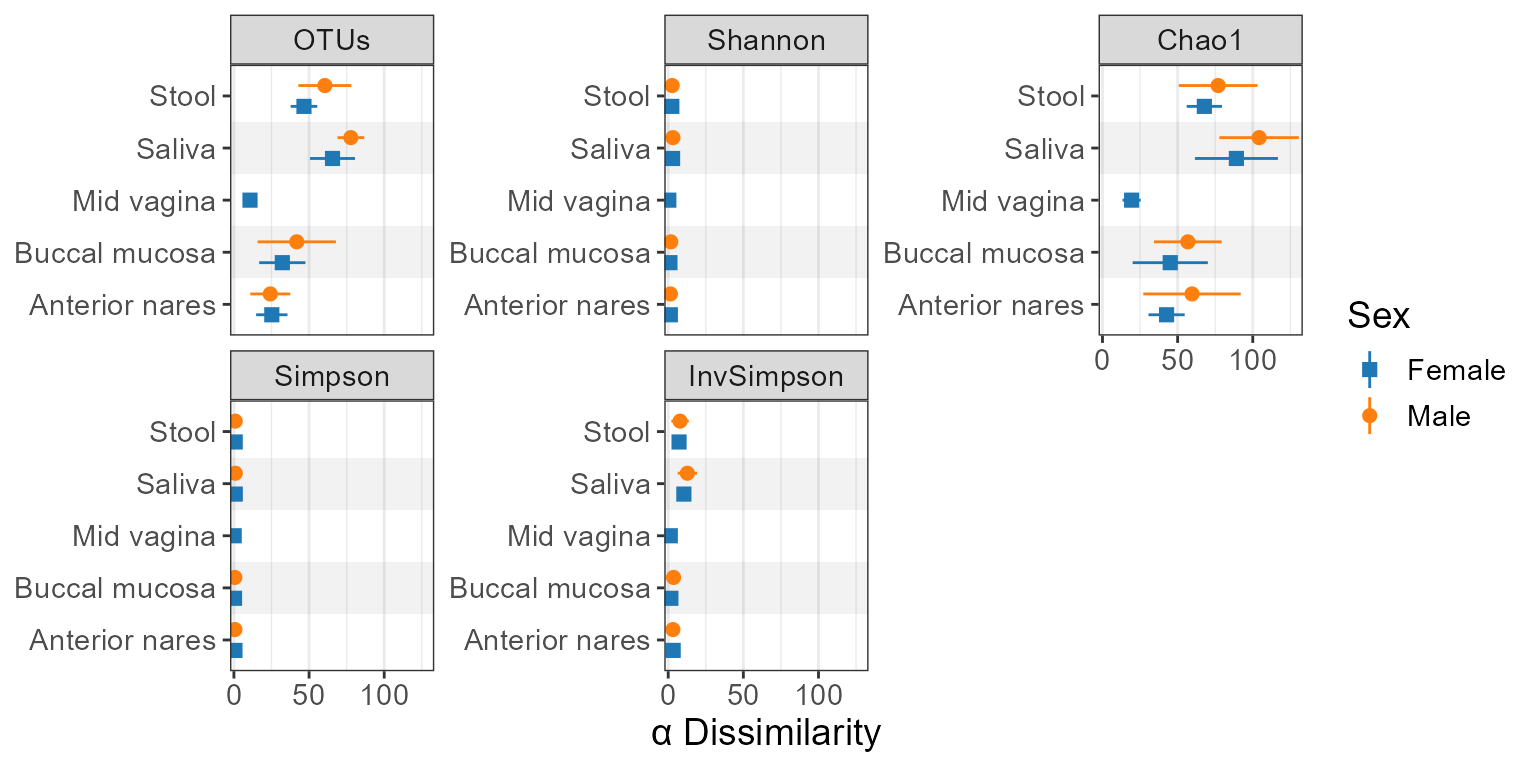 OTUs
Shannon
Chao1
Stool
Saliva
Mid vagina
Buccal mucosa
Anterior nares
Stool
Saliva
Mid vagina
Buccal mucosa
Anterior nares
Stool
Saliva
Mid vagina
Buccal mucosa
Anterior nares
0 50 100
Sex
Female
Male
Simpson
InvSimpson
Stool
Saliva
Mid vagina
Buccal mucosa
Anterior nares
Stool
Saliva
Mid vagina
Buccal mucosa
Anterior nares
0 50 100
0 50 100
α Dissimilarity